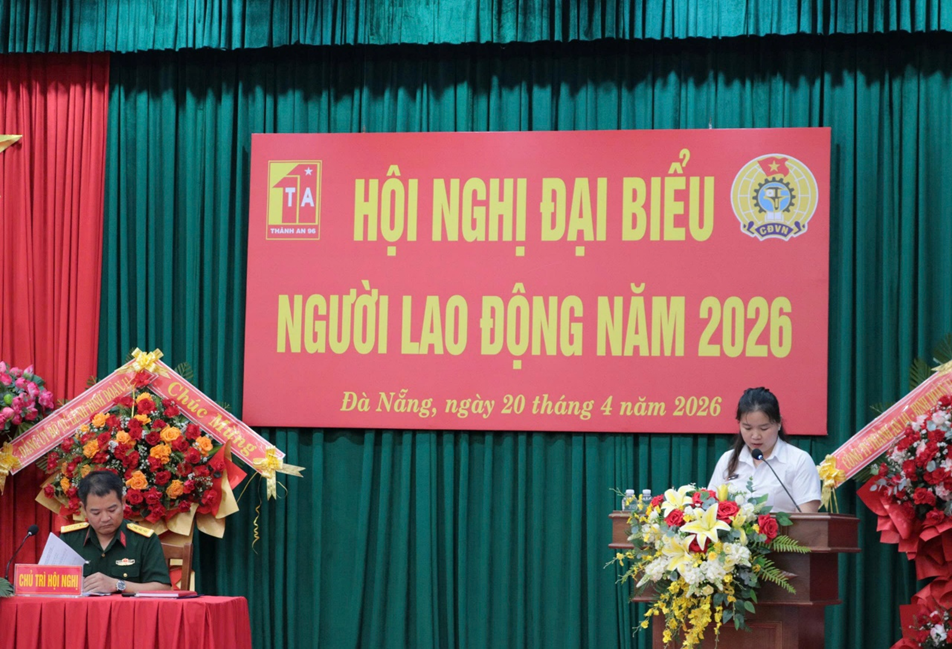 TA
THÀNH AN 96
HỘI NGHỊ ĐẠI BIỂU
CĐVN
NGƯỜI LAO ĐỘNG NĂM 2026
Đà Nẵng, ngày 20 tháng 4 năm 2026
Chúc Mừng
CHỦ TRÌ HỘI NGHỊ